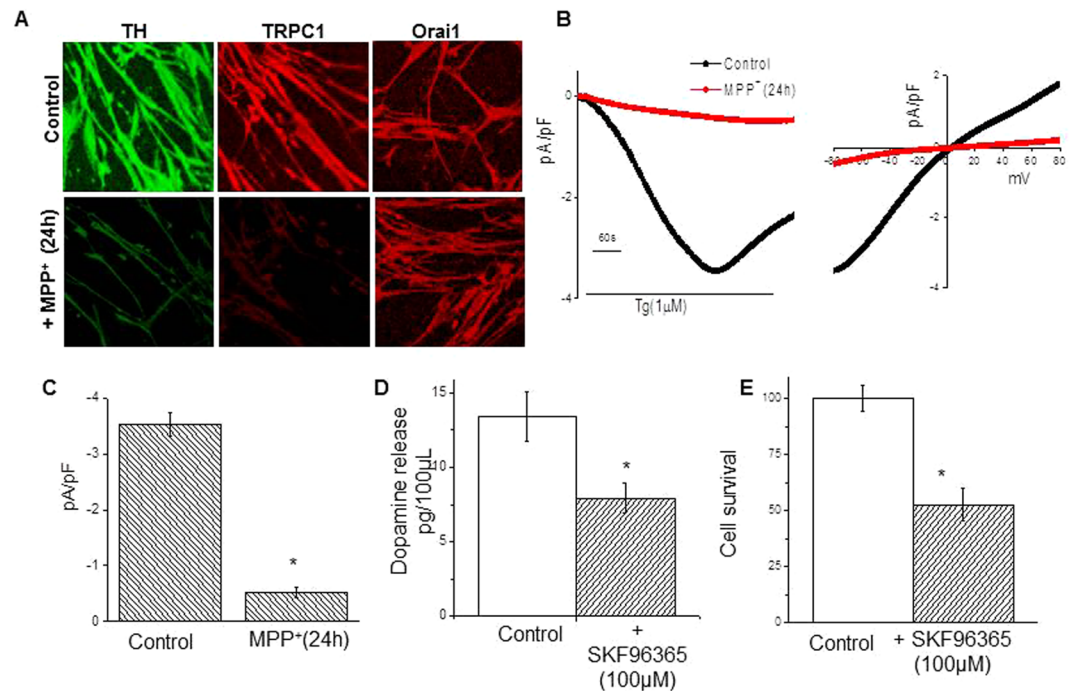 A
TH
TRPC1
Orai1
Control
+ MPP⁺ (24h)
B
Control
MPP⁻ (24h)
pA/pF
0
-2
-4
60s
Tg(1µM)
pA/pF
2
-80 -60 -40 -20 0 20 40 60 80
mV
-2
-4
C
pA/pF
-4
-3
-2
-1
0
*
Control
MPP⁺(24h)
D
Dopamine release
pg/100µL
15
10
5
0
*
Control
+
SKF96365
(100µM)
E
Cell survival
100
75
50
25
0
*
Control
+ SKF96365
(100µM)